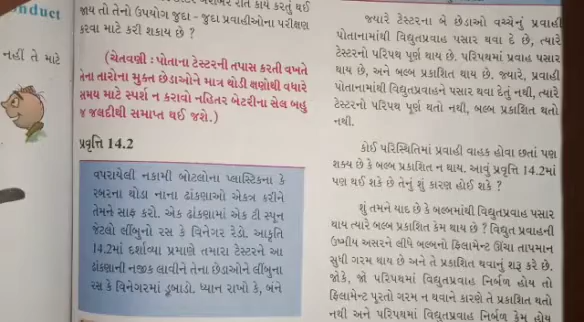 nduct
નહીં તે માટે
જાય તો તેનો ઉપયોગ જુદા - જુદા પ્રવાહીઓના પરીક્ષણ
કરવા માટે કરી શકાય છે ?
(ચેતવણી : પોતાના ટેસ્ટરની તપાસ કરતી વખતે
તેના તારોના મુક્ત છેડાઓને માત્ર થોડી ક્ષણોથી વધારે
સમય માટે સ્પર્શ ન કરાવો નહિતર બેટરીના સેલ બહુ
જ જલદીથી સમાપ્ત થઈ જશે.)
પ્રવૃત્તિ 14.2
વપરાયેલી નકામી બોટલોના પ્લાસ્ટિકના કે
રબરના થોડા નાના ઢાંકણાઓ એકત્ર કરીને
તેમને સાફ કરો. એક ઢાંકણામાં એક ટી સ્પૂન
જેટલો લીંબુનો રસ કે વિનેગર રેડો. આકૃતિ
14.2માં દર્શાવ્યા પ્રમાણે તમારા ટેસ્ટરને આ
ઢાંકણાની નજીક લાવીને તેના છેડાઓને લીંબુના
રસ કે વિનેગરમાં ડૂબાડો. ધ્યાન રાખો કે, બંને
જ્યારે ટેસ્ટરના બે છેડાઓ વચ્ચેનું પ્રવાહી
પોતાનામાંથી વિદ્યુતપ્રવાહ પસાર થવા દે છે, ત્યારે
ટેસ્ટરનો પરિપથ પૂર્ણ થાય છે. પરિપથમાં પ્રવાહ પસાર
થાય છે, અને બલ્બ પ્રકાશિત થાય છે. જ્યારે, પ્રવાહી
પોતાનામાંથી વિદ્યુતપ્રવાહને પસાર થવા દેતું નથી, ત્યારે
ટેસ્ટરનો પરિપથ પૂર્ણ થતો નથી, બલ્બ પ્રકાશિત થતો
નથી.
કોઈ પરિસ્થિતિમાં પ્રવાહી વાહક હોવા છતાં પણ
શક્ય છે કે બલ્બ પ્રકાશિત ન થાય. આવું પ્રવૃત્તિ 14.2માં
પણ થઈ શકે છે તેનું શું કારણ હોઈ શકે ?
શું તમને યાદ છે કે બલ્બમાંથી વિદ્યુતપ્રવાહ પસાર
થાય ત્યારે બલ્બ પ્રકાશિત કેમ થાય છે ? વિદ્યુત પ્રવાહની
ઉષ્મીય અસરને લીધે બલ્બનો ફિલામેન્ટ ઊંચા તાપમાન
સુધી ગરમ થાય છે અને તે પ્રકાશિત થવાનું શરૂ કરે છે.
જોકે, જો પરિપથમાં વિદ્યુતપ્રવાહ નિર્બળ હોય તો
ફિલામેન્ટ પૂરતો ગરમ ન થવાને કારણે તે પ્રકાશિત થતો
નથી અને પરિપથમાં વિદ્યુતપ્રવાહ નિર્બળ કેમ હોય